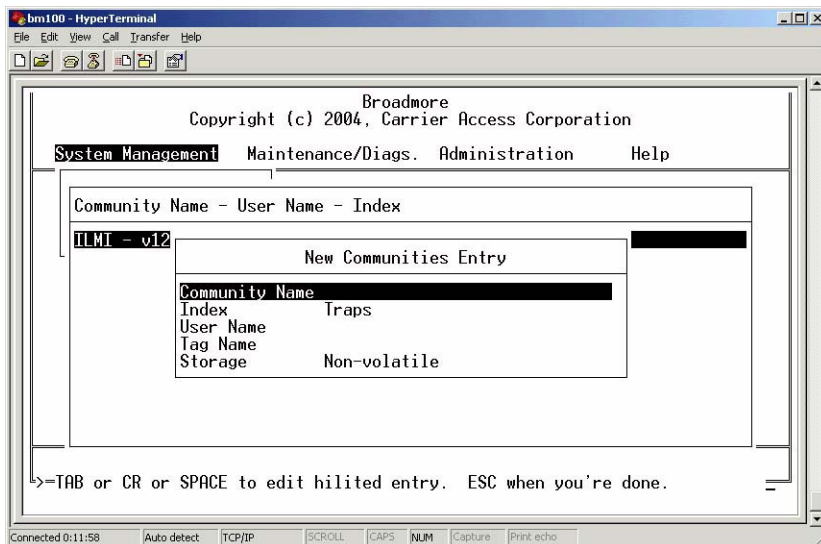 bm100 - HyperTerminal
File Edit View Call Transfer Help
Broadmore
Copyright (c) 2004, Carrier Access Corporation
System Management Maintenance/Diags. Administration Help
Community Name - User Name - Index
ILMI - v12
New Communities Entry
Community Name
Index Traps
User Name
Tag Name
Storage Non-volatile
>=TAB or CR or SPACE to edit hilited entry. ESC when you're done.
Connected 0:11:58 Auto detect TCP/IP SCROLL CAPS NUM Capture Print echo